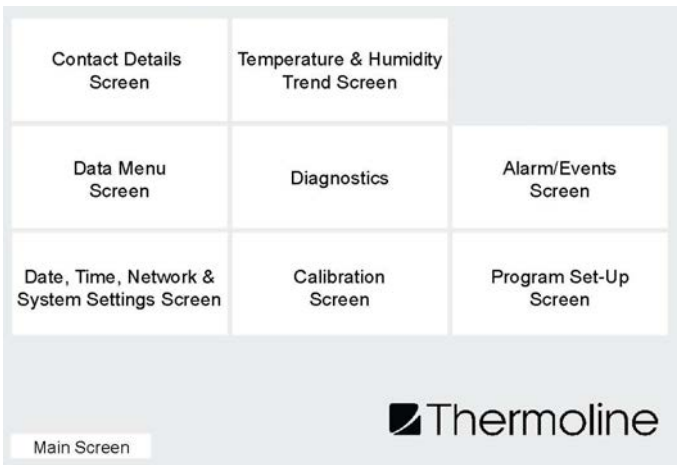 Contact Details
Screen
Temperature & Humidity
Trend Screen
Data Menu
Screen
Diagnostics
Alarm/Events
Screen
Date, Time, Network &
System Settings Screen
Calibration
Screen
Program Set-Up
Screen
Thermoline
Main Screen